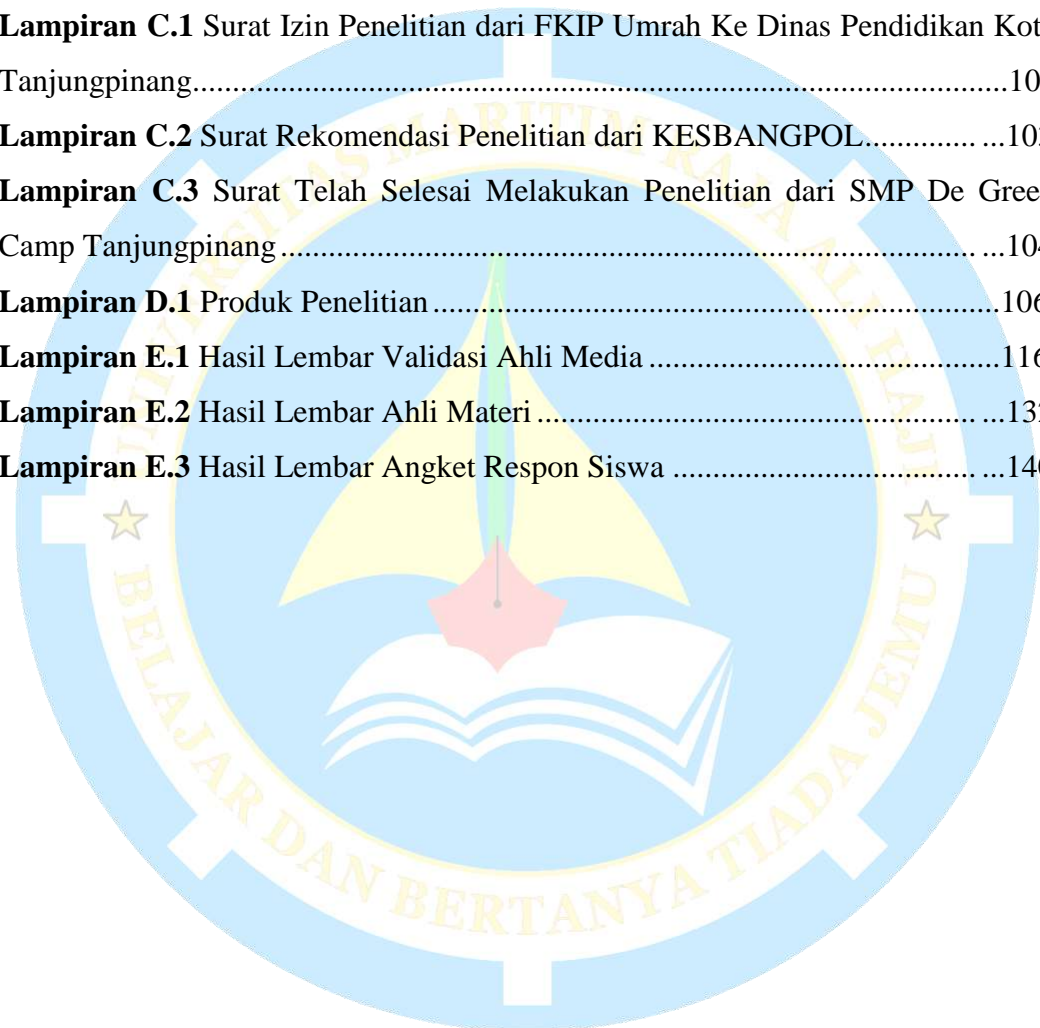 Lampiran C.1 Surat Izin Penelitian dari FKIP Umrah Ke Dinas Pendidikan Kot
Tanjungpinang.......................................................................................................10
Lampiran C.2 Surat Rekomendasi Penelitian dari KESBANGPOL.............. ...10
Lampiran C.3 Surat Telah Selesai Melakukan Penelitian dari SMP De Gree
Camp Tanjungpinang....................................................................................... ...104
Lampiran D.1 Produk Penelitian.......................................................................106
Lampiran E.1 Hasil Lembar Validasi Ahli Media............................................116
Lampiran E.2 Hasil Lembar Ahli Materi....................................................... ...132
Lampiran E.3 Hasil Lembar Angket Respon Siswa ...................................... ...140
UNIVERSITAS MARITIM RAJA ALI HAJI
BELAJAR DAN BERTANYA TIADA JEMU